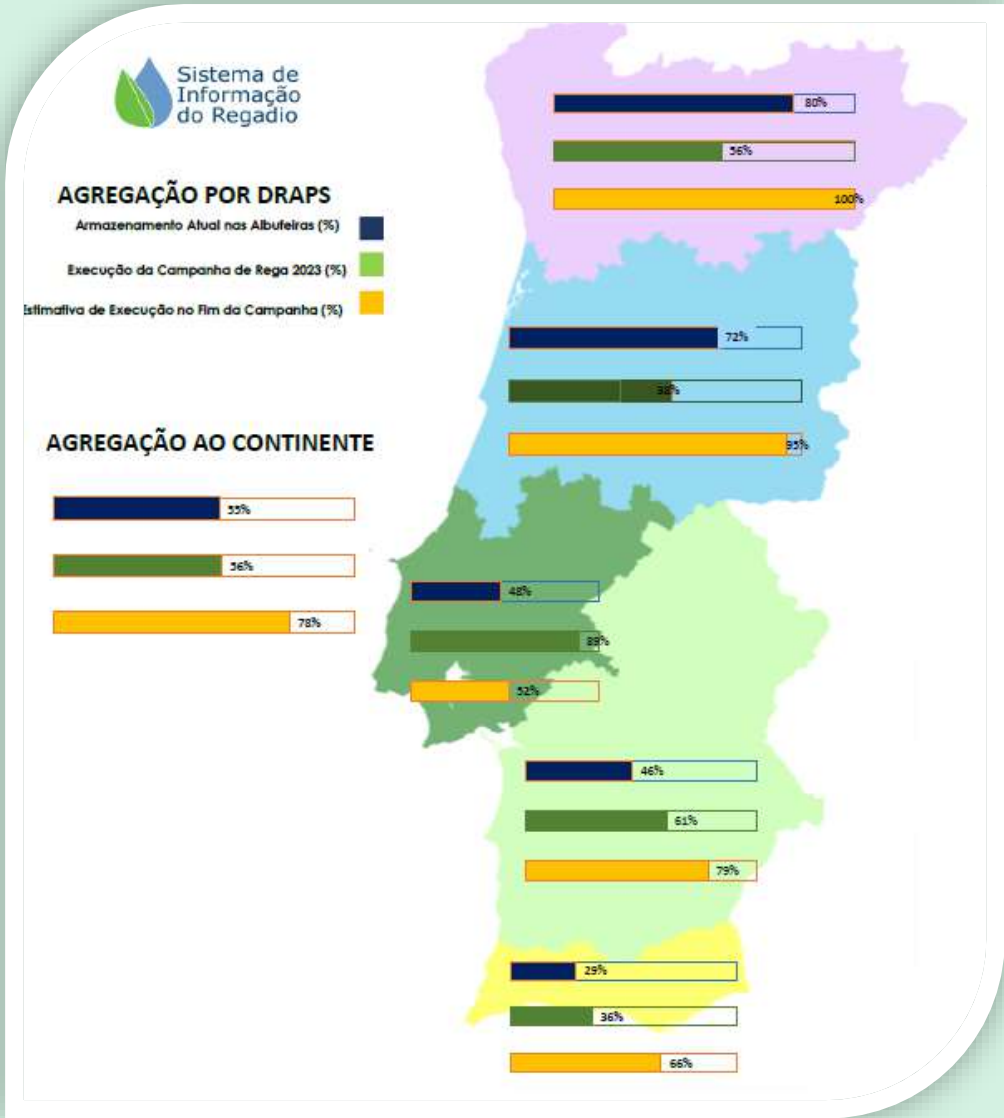 Sistema de
Informação
do Regadio
AGREGAÇÃO POR DRAPS
Armazenamento Atual nas Albufeiras (%)
Execução da Campanha de Rega 2023 (%)
Estimativa de Execução no Fim da Campanha (%)
80%
56%
100%
72%
38%
95%
AGREGAÇÃO AO CONTINENTE
55%
56%
78%
48%
89%
52%
46%
61%
79%
29%
36%
66%